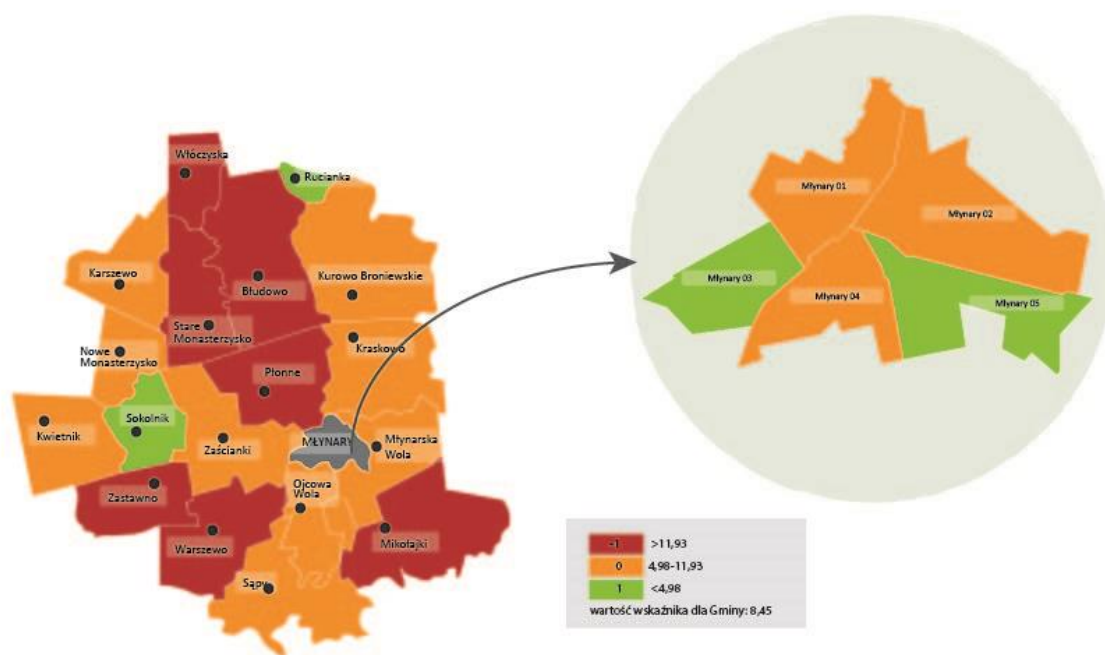 Włóczyska
Rucianka
Karszewo
Błudowo
Kurowo Broniewskie
Stare
Monasterzysko
Nowe
Monasterzysko
Kraskowo
Płonne
Kwietnik
Sokolnik
Zaścianki
MŁYNARY
Młynarska
Wola
Zastawno
Ojcowa
Wola
Warszewo
Mikołajki
Sąpy
Młynary 01
Młynary 02
Młynary 03
Młynary 04
Młynary 05
-1 >11,93
0 4,98-11,93
1 <4,98
wartość wskaźnika dla Gminy: 8,45